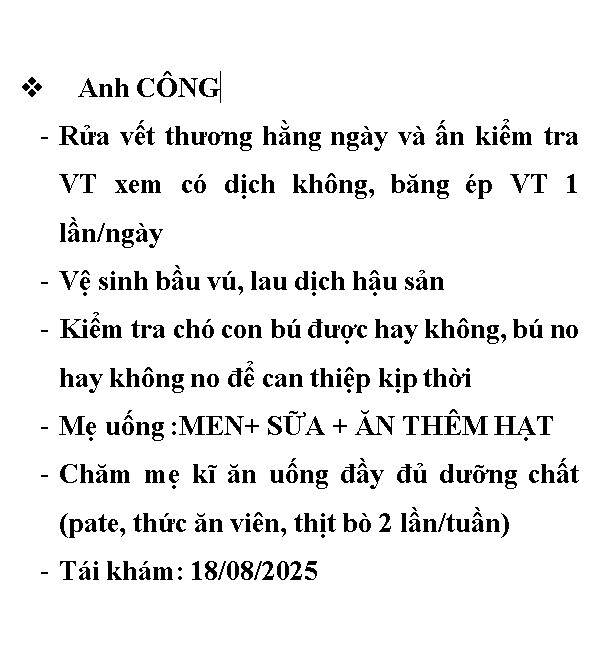 ❖ Anh CÔNG
- Rửa vết thương hằng ngày và ấn kiểm tra
VT xem có dịch không, băng ép VT 1
lần/ngày
- Vệ sinh bầu vú, lau dịch hậu sản
- Kiểm tra chó con bú được hay không, bú no
hay không no để can thiệp kịp thời
- Mẹ uống :MEN+ SỮA + ĂN THÊM HẠT
- Chăm mẹ kĩ ăn uống đầy đủ dưỡng chất
(pate, thức ăn viên, thịt bò 2 lần/tuần)
- Tái khám: 18/08/2025